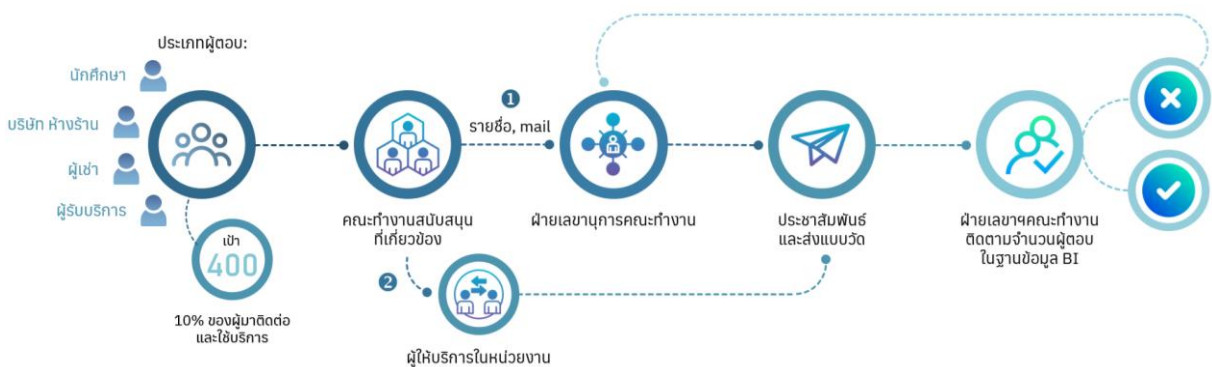 ประเภทผู้ตอบ:
นักศึกษา
บริษัท ห้างร้าน
ผู้เช่า
ผู้รับบริการ
เป้า
400
10% ของผู้มาติดต่อ
และใช้บริการ
คณะทำงานสนับสนุน
ที่เกี่ยวข้อง
1
รายชื่อ, mail
ฝ่ายเลขานุการคณะทำงาน
2
ผู้ให้บริการในหน่วยงาน
ประชาสัมพันธ์
และส่งแบบวัด
ฝ่ายเลขาฯคณะทำงาน
ติดตามจำนวนผู้ตอบ
ในฐานข้อมูล BI